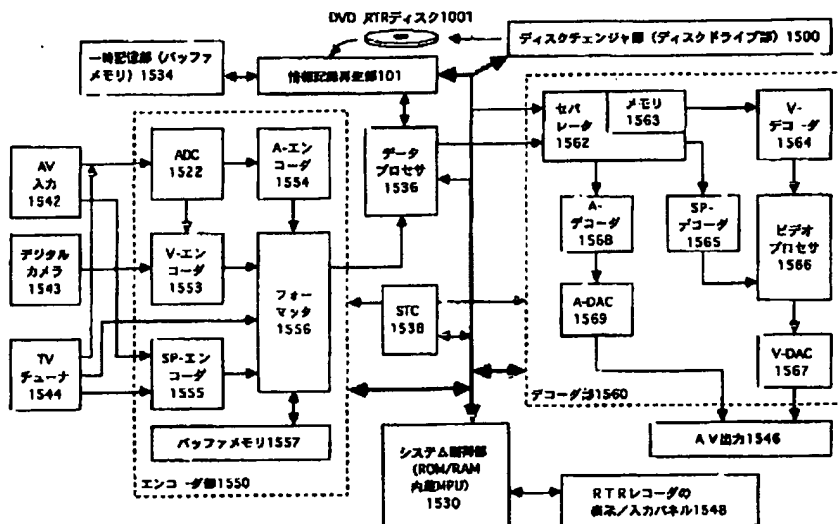 DVD RTRディスク1001
ディスクチェンジャ部(ディスクドライブ部)1500
一時記憶部(バッファ
メモリ)1534
情報記録再生部101
セパ
レータ
1562
メモリ
1563
V-
デコーダ
1564
AV
入力
1542
ADC
1522
A-エン
コーダ
1554
データ
プロセサ
1536
A-
デコーダ
1568
SP-
デコーダ
1565
ビデオ
プロセサ
1566
デジタル
カメラ
1543
V-エン
コーダ
1553
フォー
マッタ
1556
STC
1538
A-DAC
1569
TV
チューナ
1544
SP-エン
コーダ
1555
V-DAC
1567
デコーダ部1560
バッファメモリ1557
エンコーダ部1550
システム制御部
(ROM/RAM
内蔵MPU)
1530
AV出力1546
RTRレコーダの
表示/入力パネル1548